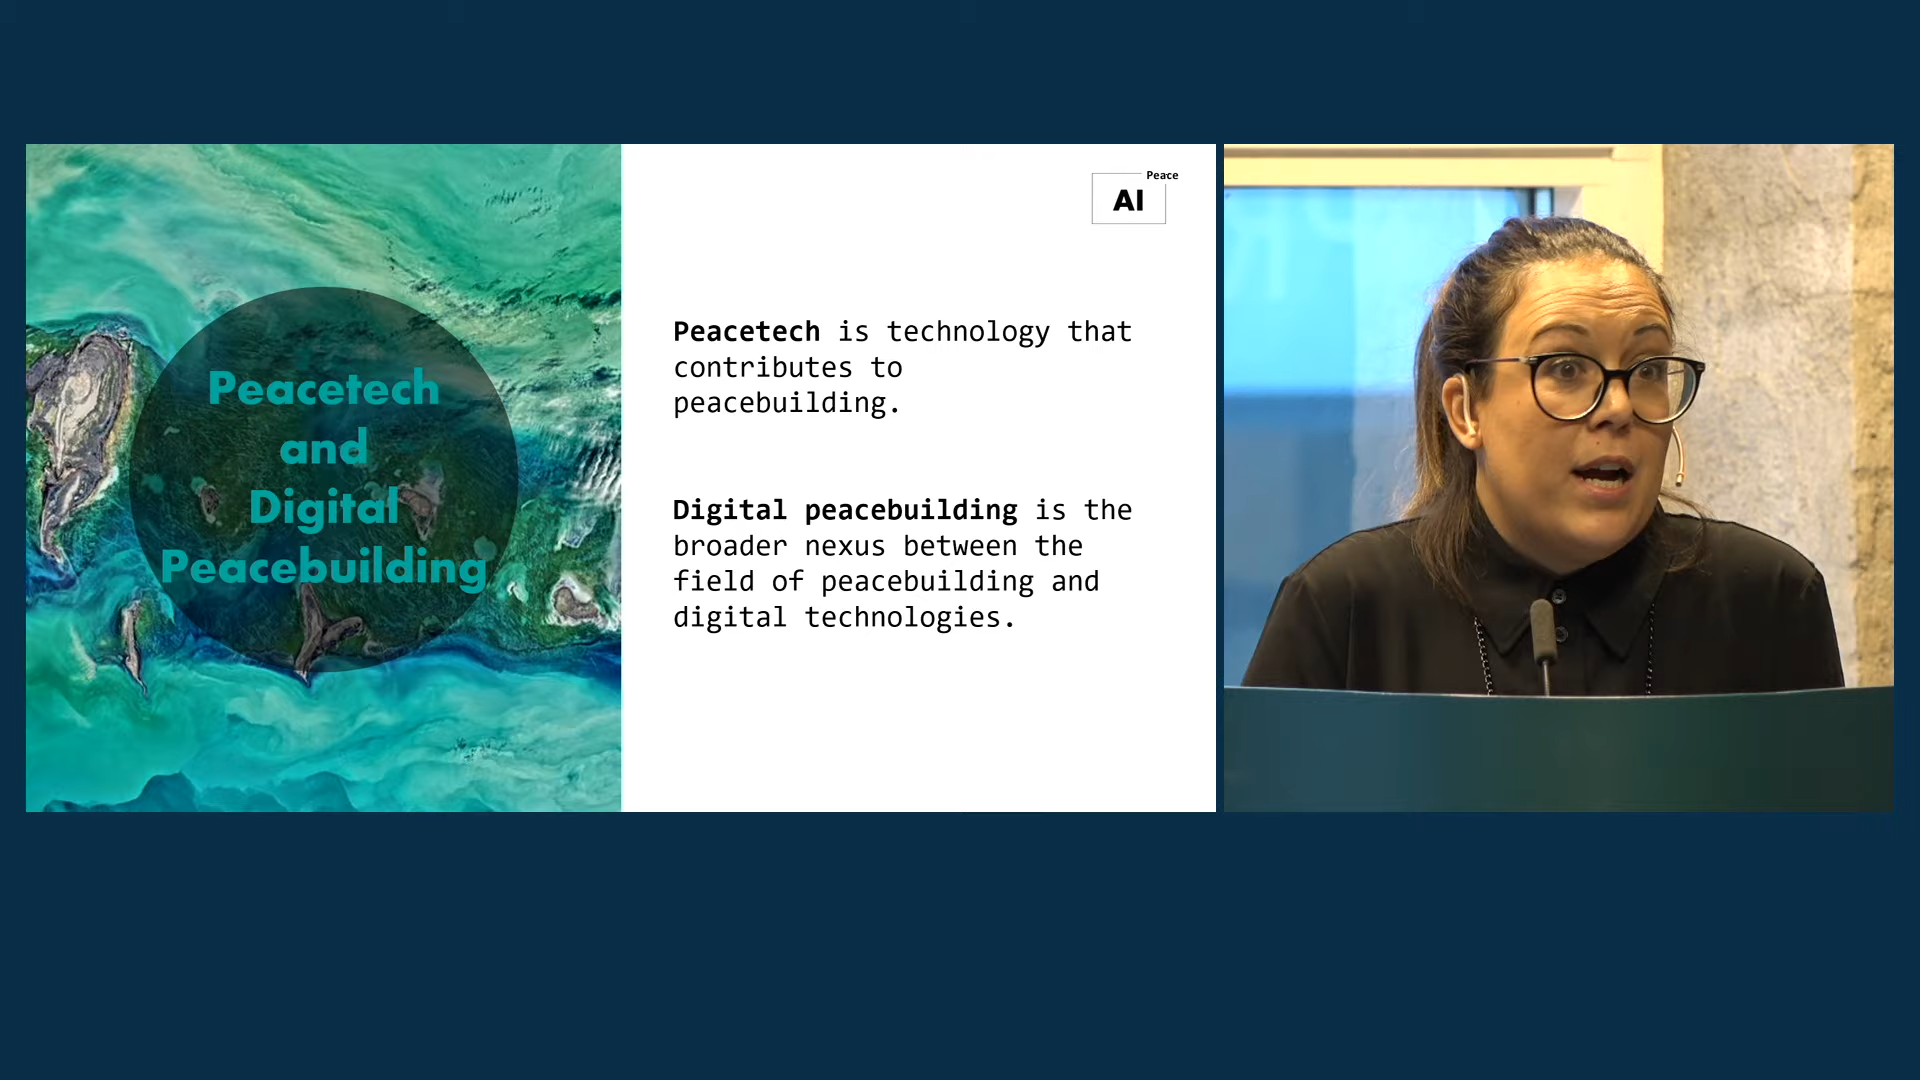 Peacetech
and
Digital
Peacebuilding
Peace
AI
Peacetech is technology that
contributes to
peacebuilding.
Digital peacebuilding is the
broader nexus between the
field of peacebuilding and
digital technologies.